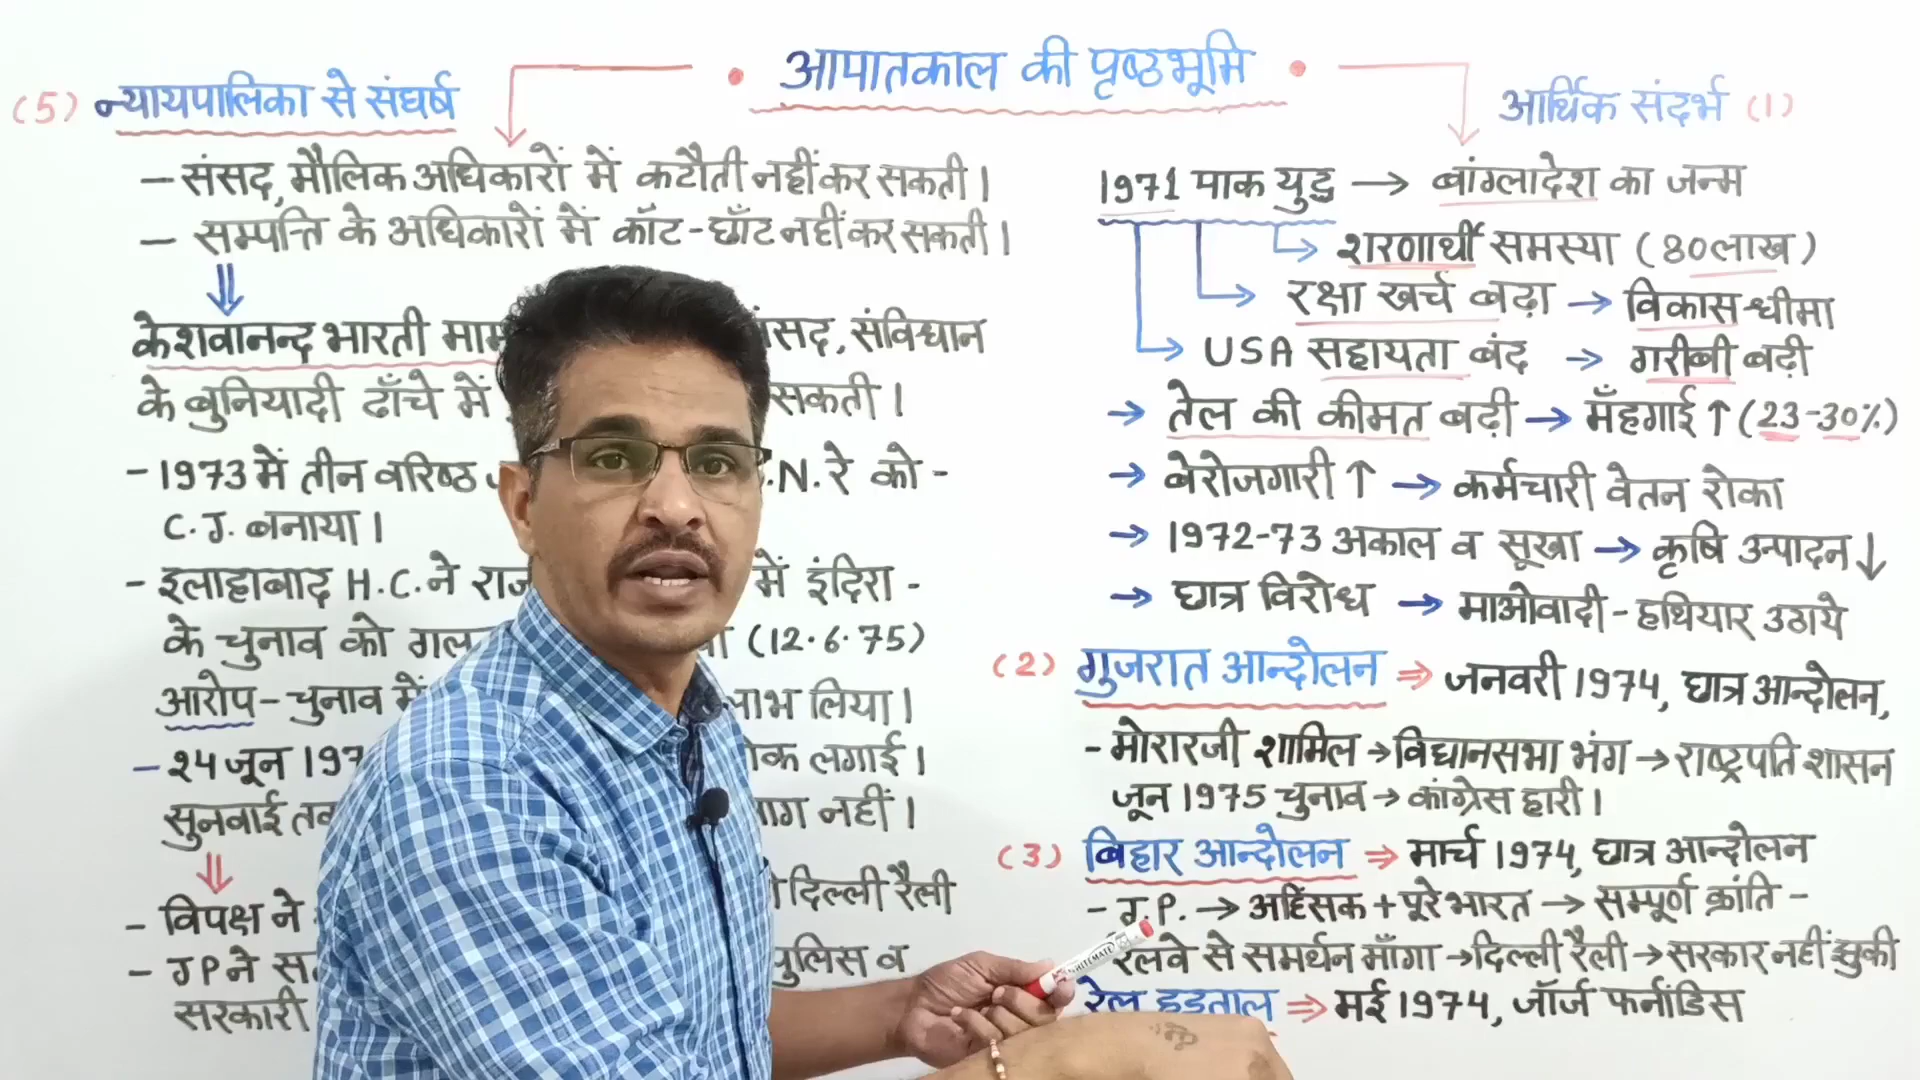 आपातकाल की पृष्ठभूमि
(5) न्यायपालिका से संघर्ष
- संसद, मौलिक अधिकारों में कटौती नहीं कर सकती।
- सम्पत्ति के अधिकारों में कॉट-छाँट नहीं कर सकती।
केशवानन्द भारती संसद, संविधान
के बुनियादी ढाँचे में सकती।
- 1973 में तीन वरिष्ठ N. रे को -
C.J. बनाया।
- इलाहाबाद H.C. ने में इंदिरा -
के चुनाव को (12.6.75)
आरोप - चुनाव में लाभ लिया।
- 24 जून रोक लगाई।
सुनवाई तक भाग नहीं।
- विपक्ष ने दिल्ली रैली
- JP ने पुलिस व
सरकारी
आर्थिक संदर्भ (1)
1971 पाक युद्ध → बांग्लादेश का जन्म
शरणार्थी समस्या (80 लाख)
रक्षा खर्च बढ़ा → विकास धीमा
USA सहायता बंद → गरीबी बढ़ी
→ तेल की कीमत बढ़ी → मँहगाई ↑ (23-30%)
→ बेरोजगारी ↑ → कर्मचारी वेतन रोका
→ 1972-73 अकाल व सूखा → कृषि उत्पादन ↓
→ छात्र विरोध → माओवादी - हथियार उठाये
(2) गुजरात आन्दोलन ⇒ जनवरी 1974, छात्र आन्दोलन,
- मोरारजी शामिल → विधानसभा भंग → राष्ट्रपति शासन
जून 1975 चुनाव → कांग्रेस हारी।
(3) बिहार आन्दोलन ⇒ मार्च 1974, छात्र आन्दोलन
- J.P. → अहिंसक + पूरे भारत → सम्पूर्ण क्रांति -
रेलवे से समर्थन माँगा → दिल्ली रैली → सरकार नहीं झुकी
रेल हड़ताल ⇒ मई 1974, जॉर्ज फर्नांडिस
WHITEMATE